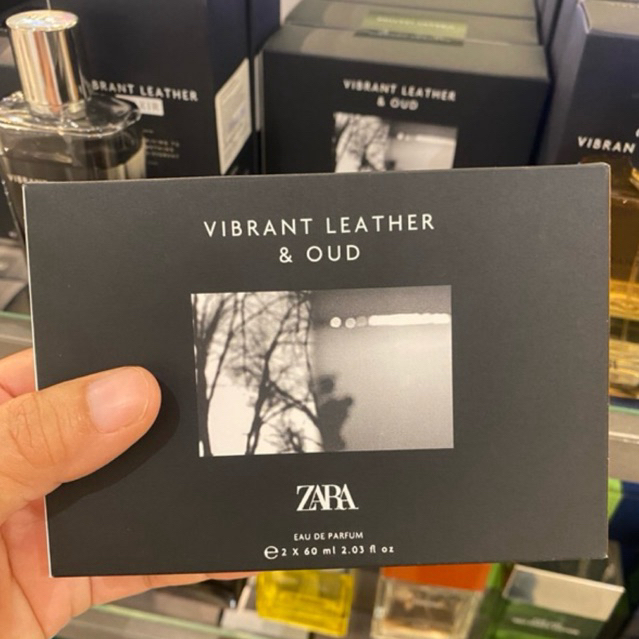 BRANT LEATHER
VIBRANT LEATHER
& OUD
VIBRAN
VIBRANT LEATHER
& OUD
ZARA
EAU DE PARFUM
℮ 2 X 60 ml 2.03 fl oz